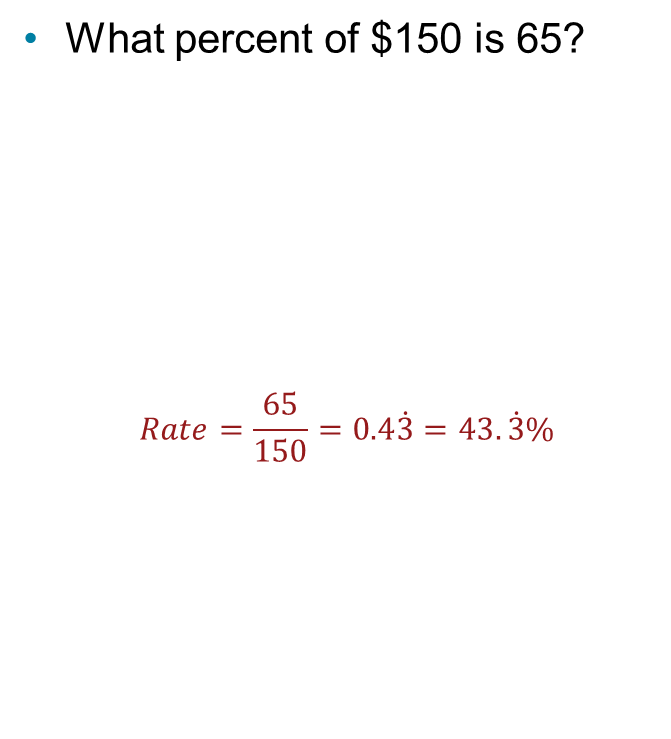 • What percent of $150 is 65?
Rate = 65/150 = 0.43̇ = 43.3̇%